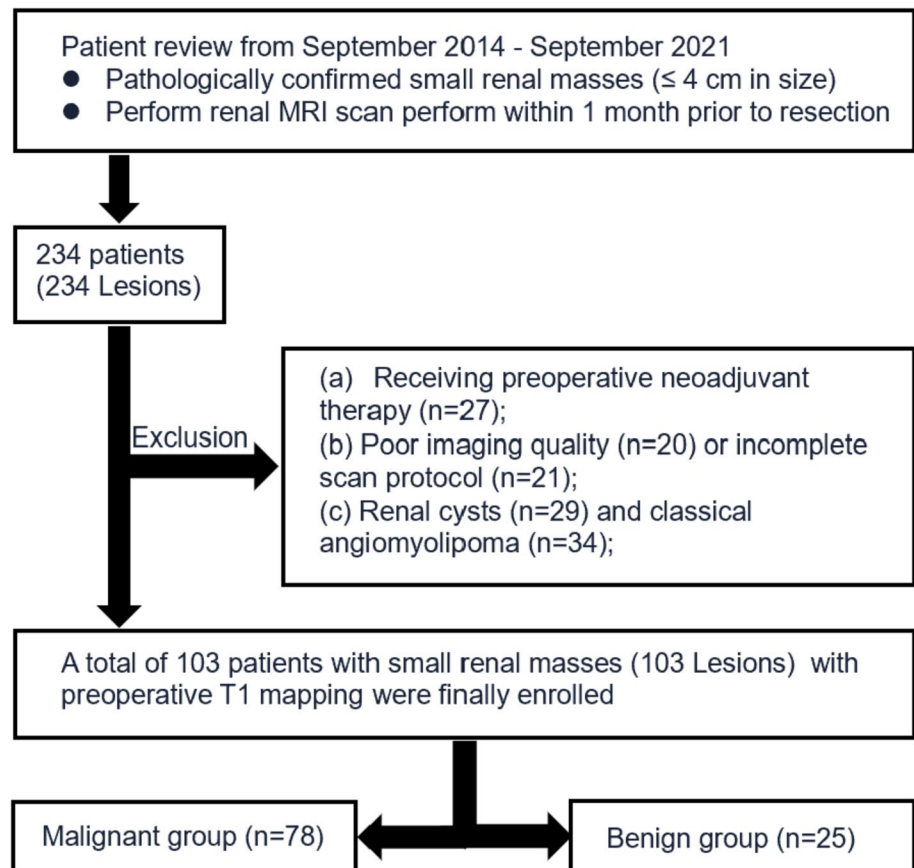 Patient review from September 2014 - September 2021
● Pathologically confirmed small renal masses (≤ 4 cm in size)
● Perform renal MRI scan perform within 1 month prior to resection
234 patients
(234 Lesions)
Exclusion
(a) Receiving preoperative neoadjuvant
therapy (n=27);
(b) Poor imaging quality (n=20) or incomplete
scan protocol (n=21);
(c) Renal cysts (n=29) and classical
angiomyolipoma (n=34);
A total of 103 patients with small renal masses (103 Lesions) with
preoperative T1 mapping were finally enrolled
Malignant group (n=78)
Benign group (n=25)